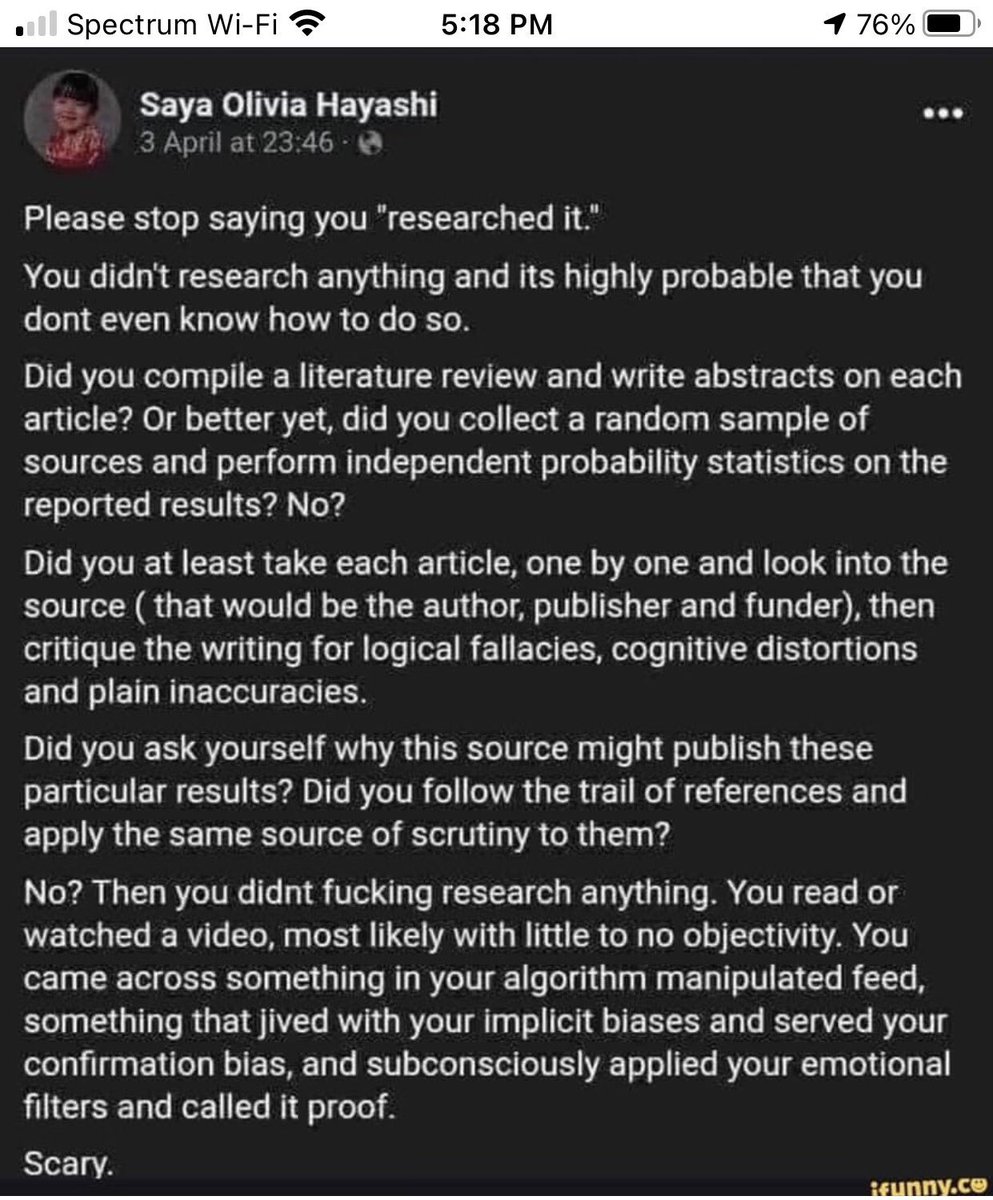 Spectrum Wi-Fi 5:18 PM 76%
Saya Olivia Hayashi
3 April at 23:46 ·
Please stop saying you "researched it."
You didn't research anything and its highly probable that you
dont even know how to do so.
Did you compile a literature review and write abstracts on each
article? Or better yet, did you collect a random sample of
sources and perform independent probability statistics on the
reported results? No?
Did you at least take each article, one by one and look into the
source ( that would be the author, publisher and funder), then
critique the writing for logical fallacies, cognitive distortions
and plain inaccuracies.
Did you ask yourself why this source might publish these
particular results? Did you follow the trail of references and
apply the same source of scrutiny to them?
No? Then you didnt fucking research anything. You read or
watched a video, most likely with little to no objectivity. You
came across something in your algorithm manipulated feed,
something that jived with your implicit biases and served your
confirmation bias, and subconsciously applied your emotional
filters and called it proof.
Scary.
ifunny.co